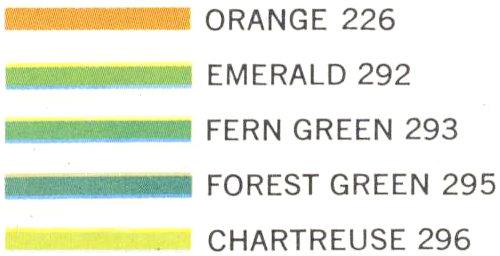 ORANGE 226
EMERALD 292
FERN GREEN 293
FOREST GREEN 295
CHARTREUSE 296